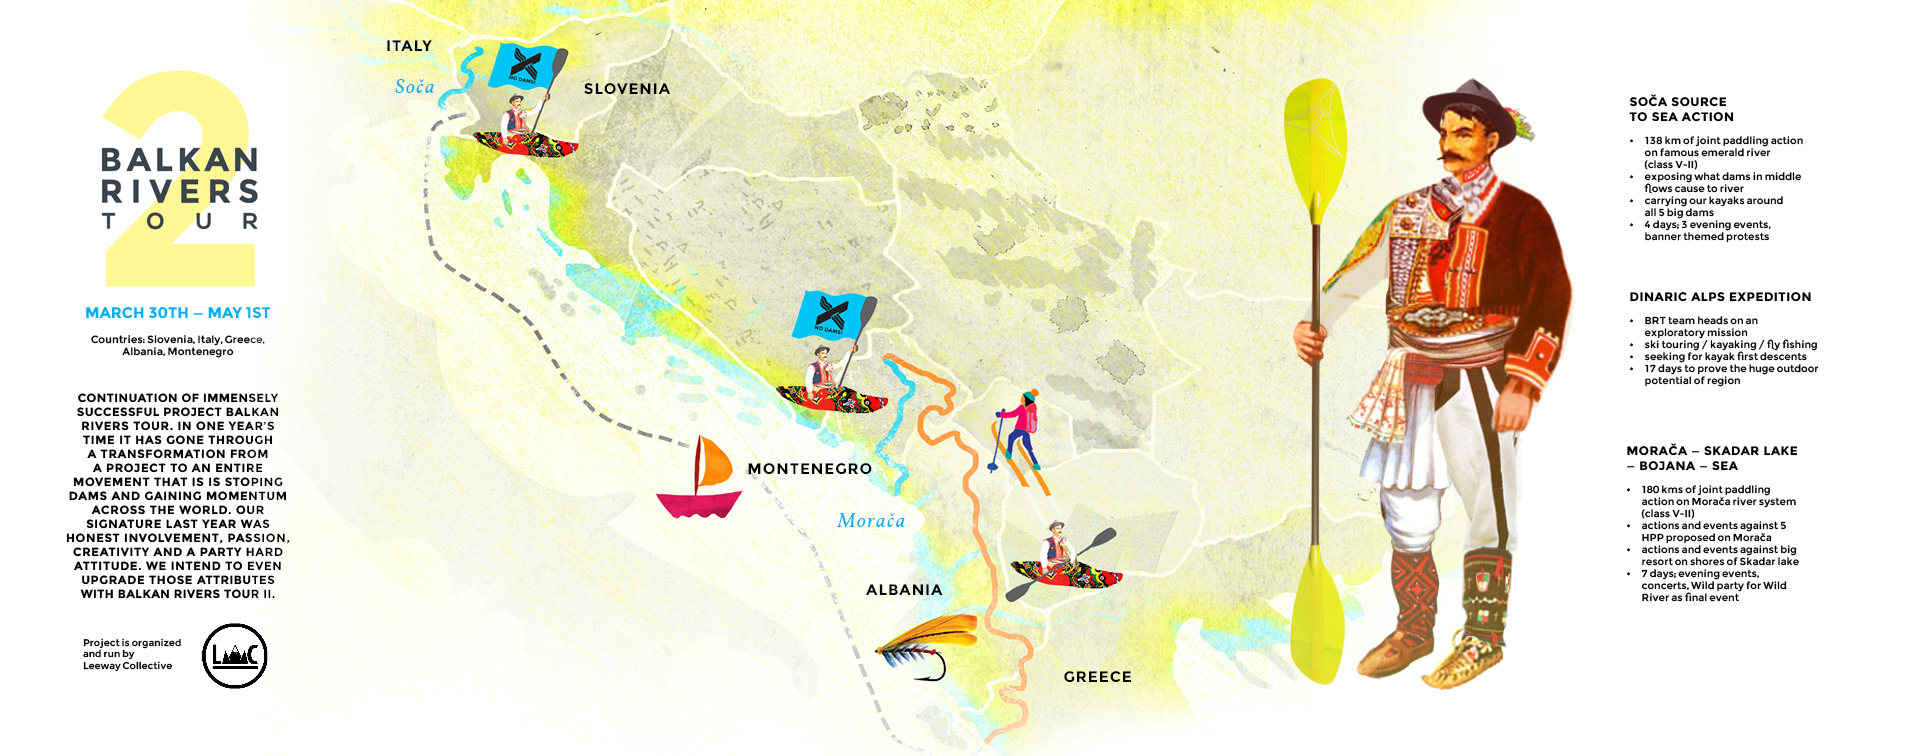 2
BALKAN
RIVERS
TOUR
MARCH 30TH – MAY 1ST
Countries: Slovenia, Italy, Greece,
Albania, Montenegro
CONTINUATION OF IMMENSELY
SUCCESSFUL PROJECT BALKAN
RIVERS TOUR. IN ONE YEAR'S
TIME IT HAS GONE THROUGH
A TRANSFORMATION FROM
A PROJECT TO AN ENTIRE
MOVEMENT THAT IS IS STOPING
DAMS AND GAINING MOMENTUM
ACROSS THE WORLD. OUR
SIGNATURE LAST YEAR WAS
HONEST INVOLVEMENT, PASSION,
CREATIVITY AND A PARTY HARD
ATTITUDE. WE INTEND TO EVEN
UPGRADE THOSE ATTRIBUTES
WITH BALKAN RIVERS TOUR II.
Project is organized
and run by
Leeway Collective
ITALY
Soča
NO DAMS!
SLOVENIA
NO DAMS!
MONTENEGRO
Morača
ALBANIA
GREECE
SOČA SOURCE
TO SEA ACTION
• 138 km of joint paddling action
on famous emerald river
(class V-II)
• exposing what dams in middle
flows cause to river
• carrying our kayaks around
all 5 big dams
• 4 days; 3 evening events,
banner themed protests
DINARIC ALPS EXPEDITION
• BRT team heads on an
exploratory mission
• ski touring / kayaking / fly fishing
• seeking for kayak first descents
• 17 days to prove the huge outdoor
potential of region
MORAČA – SKADAR LAKE
– BOJANA – SEA
• 180 kms of joint paddling
action on Morača river system
(class V-II)
• actions and events against 5
HPP proposed on Morača
• actions and events against big
resort on shores of Skadar lake
• 7 days; evening events,
concerts, Wild party for Wild
River as final event